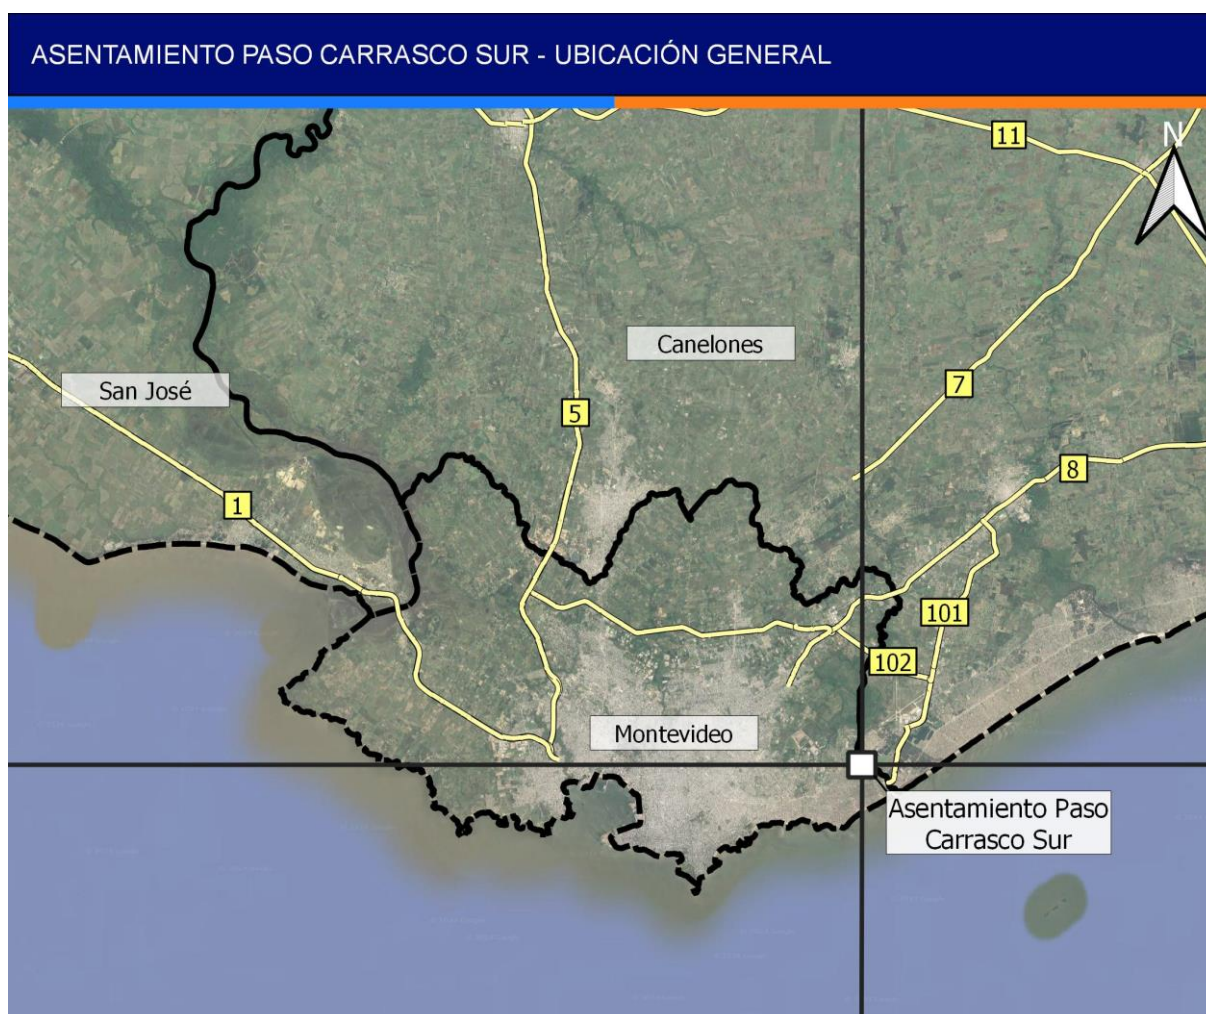 ASENTAMIENTO PASO CARRASCO SUR - UBICACIÓN GENERAL
11
N
Canelones
7
San José
5
8
1
101
102
Montevideo
Asentamiento Paso
Carrasco Sur